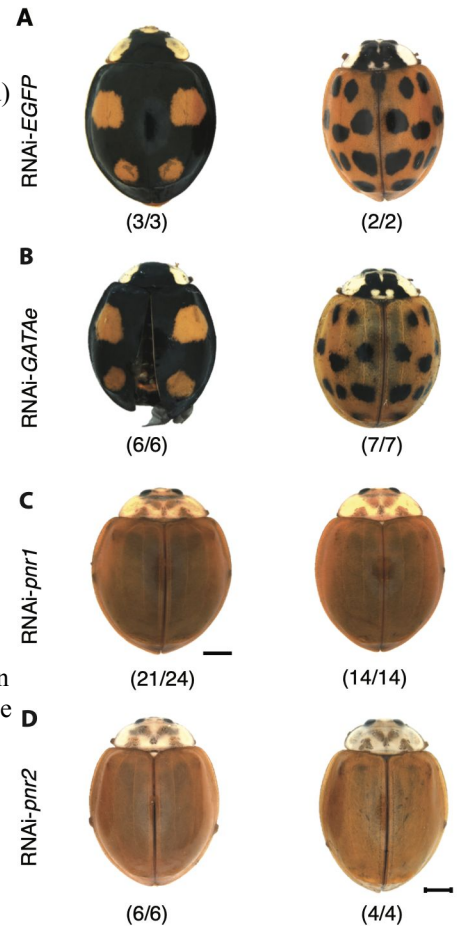 A
)
RNAi-EGFP
(3/3) (2/2)
B
RNAi-GATAe
(6/6) (7/7)
C
RNAi-pnr1
(21/24) (14/14)
n
e
D
RNAi-pnr2
(6/6) (4/4)